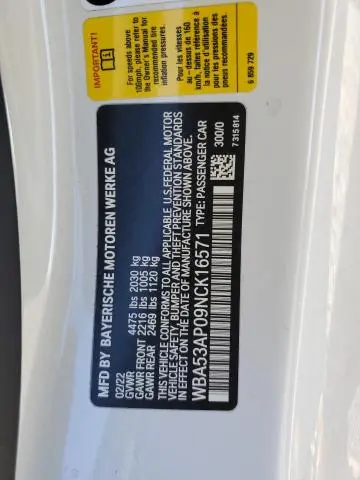 IMPORTANT!
For speeds above
100mph, please refer to
the Owner's Manual for
recommended tire
inflation pressures.
Pour les vitesses
au - dessus de 160
km/h, faites référence à
la notice d'utilisation
pour les pressions de
pneus recommandées.
6 859 729
MFD BY BAYERISCHE MOTOREN WERKE AG
02/22
GVWR 4475 lbs 2030 kg
GAWR FRONT 2216 lbs 1005 kg
GAWR REAR 2469 lbs 1120 kg
THIS VEHICLE CONFORMS TO ALL APPLICABLE U.S.FEDERAL MOTOR
VEHICLE SAFETY, BUMPER AND THEFT PREVENTION STANDARDS
IN EFFECT ON THE DATE OF MANUFACTURE SHOWN ABOVE.
WBA53AP09NCK16571 TYPE: PASSENGER CAR
300/0
7 315 814